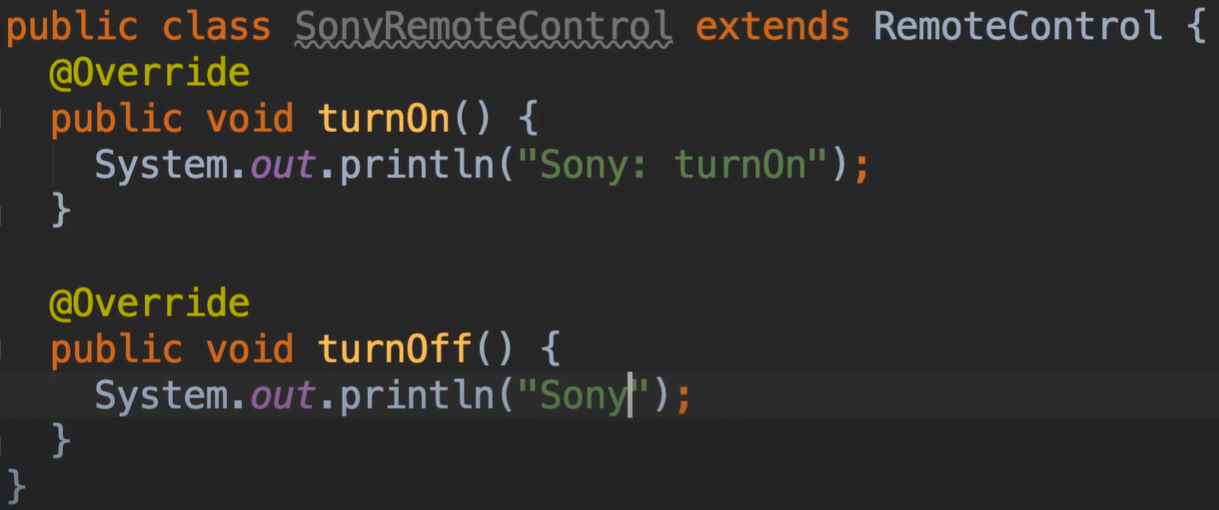 public class SonyRemoteControl extends RemoteControl {
@Override
public void turnOn() {
System.out.println("Sony: turnOn");
}
@Override
public void turnOff() {
System.out.println("Sony");
}
}